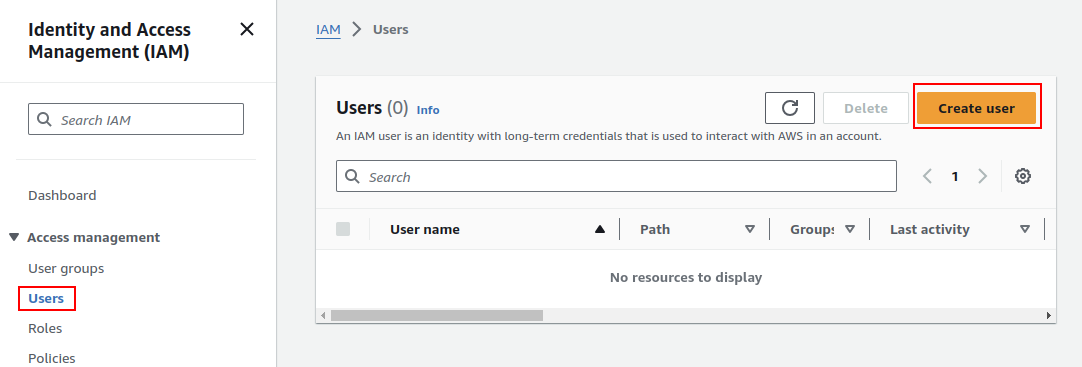 Identity and Access
Management (IAM)
Search IAM
Dashboard
Access management
User groups
Users
Roles
Policies
IAM > Users
Users (0) Info
Delete
Create user
An IAM user is an identity with long-term credentials that is used to interact with AWS in an account.
Search
1
User name Path Groups Last activity
No resources to display